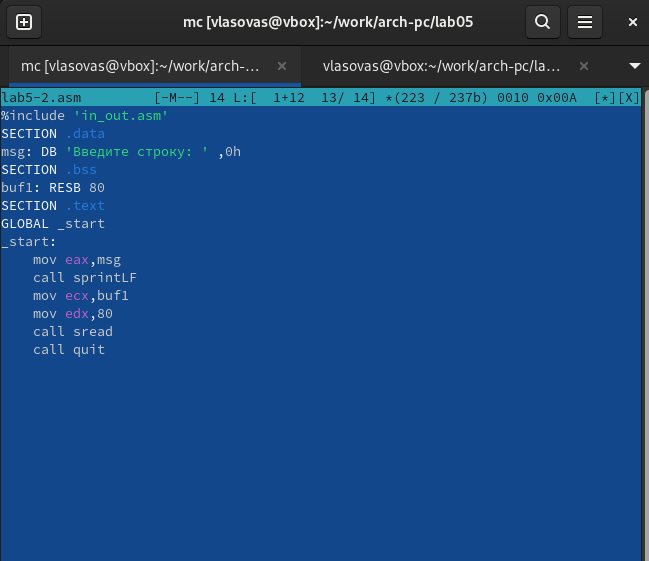 mc [vlasovas@vbox]:~/work/arch-pc/lab05
mc [vlasovas@vbox]:~/work/arch-...
vlasovas@vbox:~/work/arch-pc/la...
lab5-2.asm [-M--] 14 L:[ 1+12 13/ 14] *(223 / 237b) 0010 0x00A [*][X]
%include 'in_out.asm'
SECTION .data
msg: DB 'Введите строку: ' ,0h
SECTION .bss
buf1: RESB 80
SECTION .text
GLOBAL _start
_start:
mov eax,msg
call sprintLF
mov ecx,buf1
mov edx,80
call sread
call quit